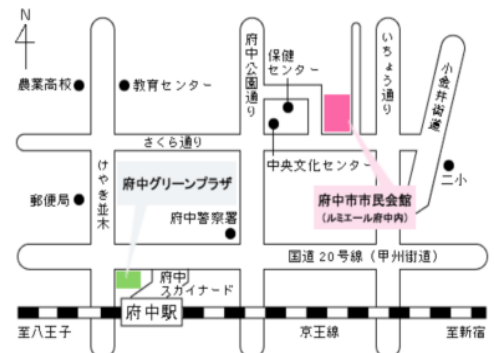 N
4
農業高校
教育センター
府中公園通り
保健
センター
いちょう通り
小金井街道
さくら通り
中央文化センター
けやき並木
府中グリーンプラザ
郵便局
府中警察署
府中市市民会館
(ルミエール府中内)
二小
国道20号線(甲州街道)
府中
スカイナード
府中駅
至八王子
京王線
至新宿